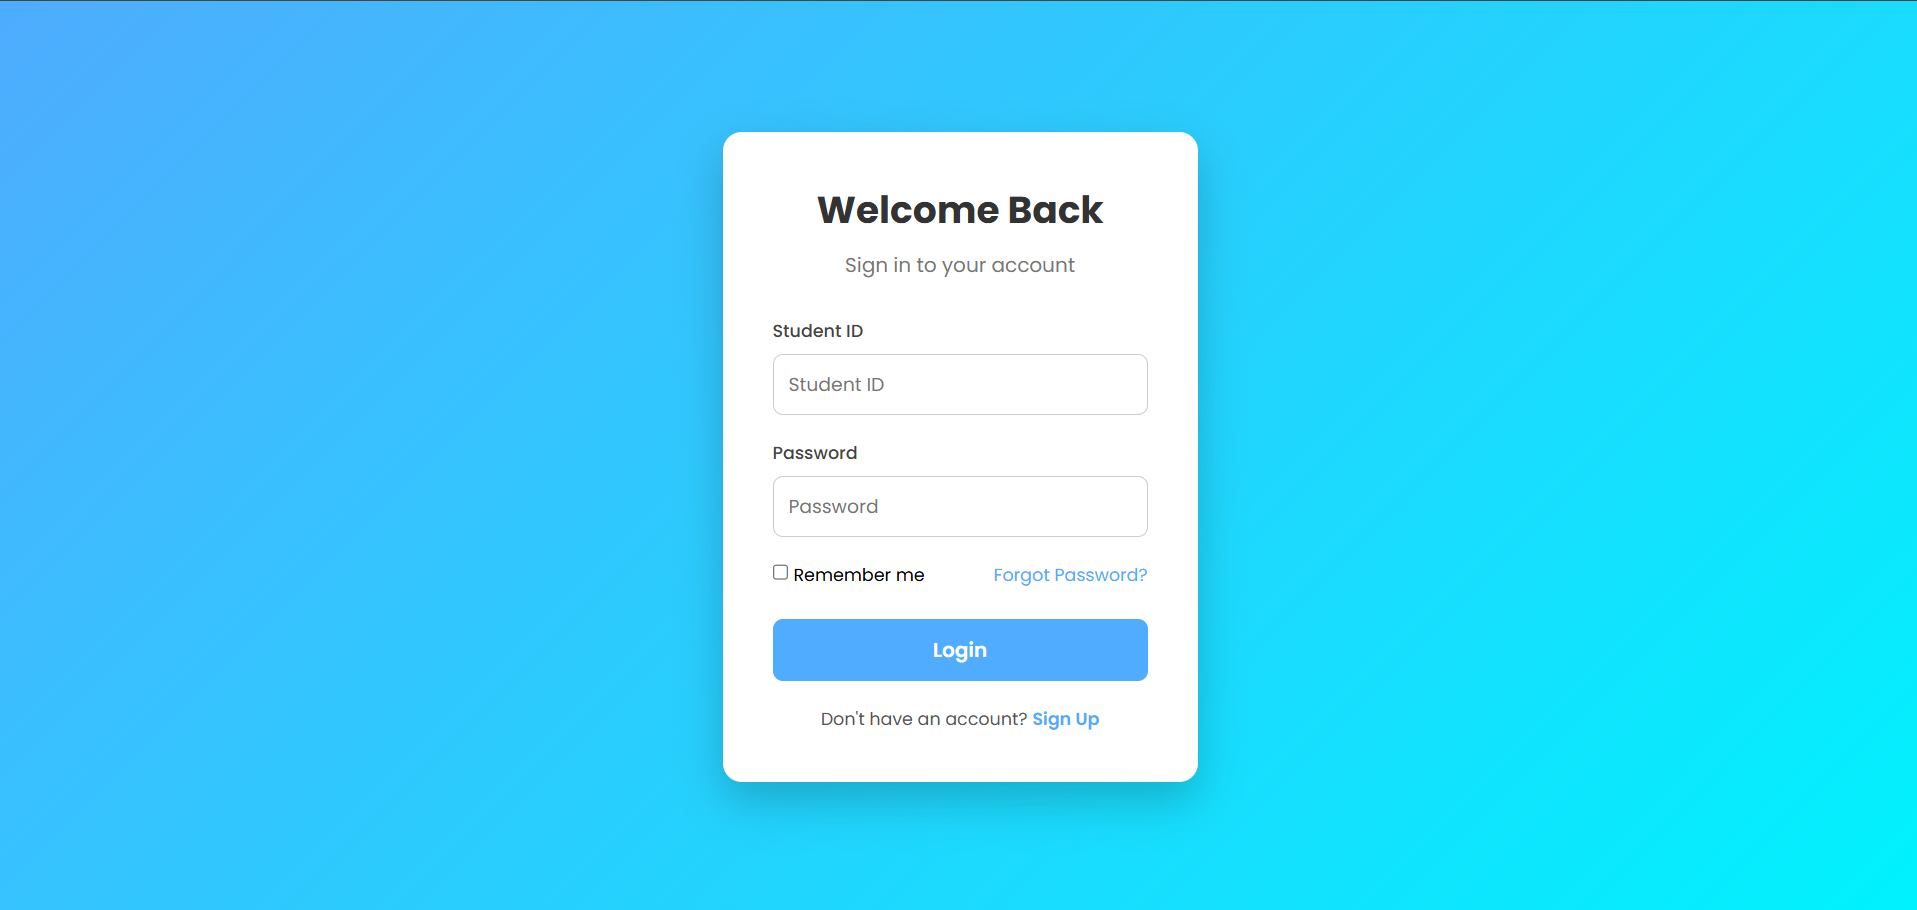 Welcome Back
Sign in to your account
Student ID
Student ID
Password
Password
Remember me Forgot Password?
Login
Don't have an account? Sign Up